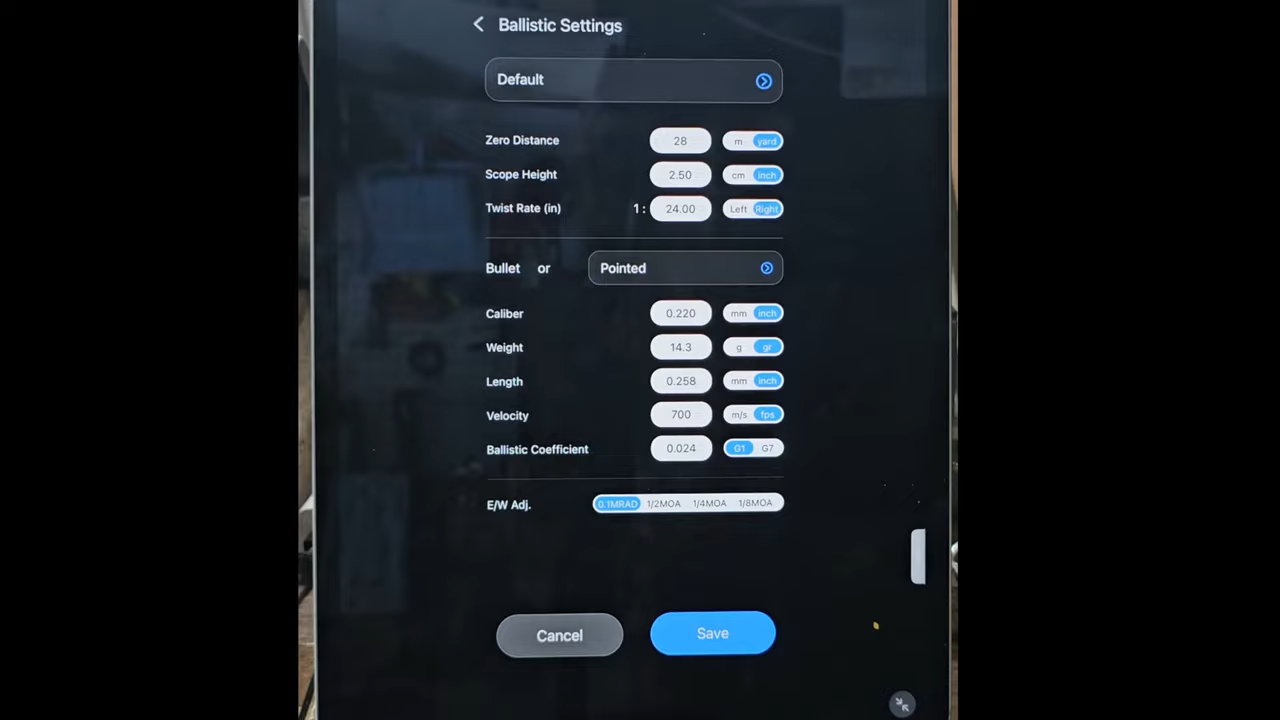 Ballistic Settings
Default
Zero Distance 28 m yard
Scope Height 2.50 cm inch
Twist Rate (in) 1 : 24.00 Left Right
Bullet or Pointed
Caliber 0.220 mm inch
Weight 14.3 g gr
Length 0.258 mm inch
Velocity 700 m/s fps
Ballistic Coefficient 0.024 G1 G7
E/W Adj. 0.1MRAD 1/2MOA 1/4MOA 1/8MOA
Cancel Save